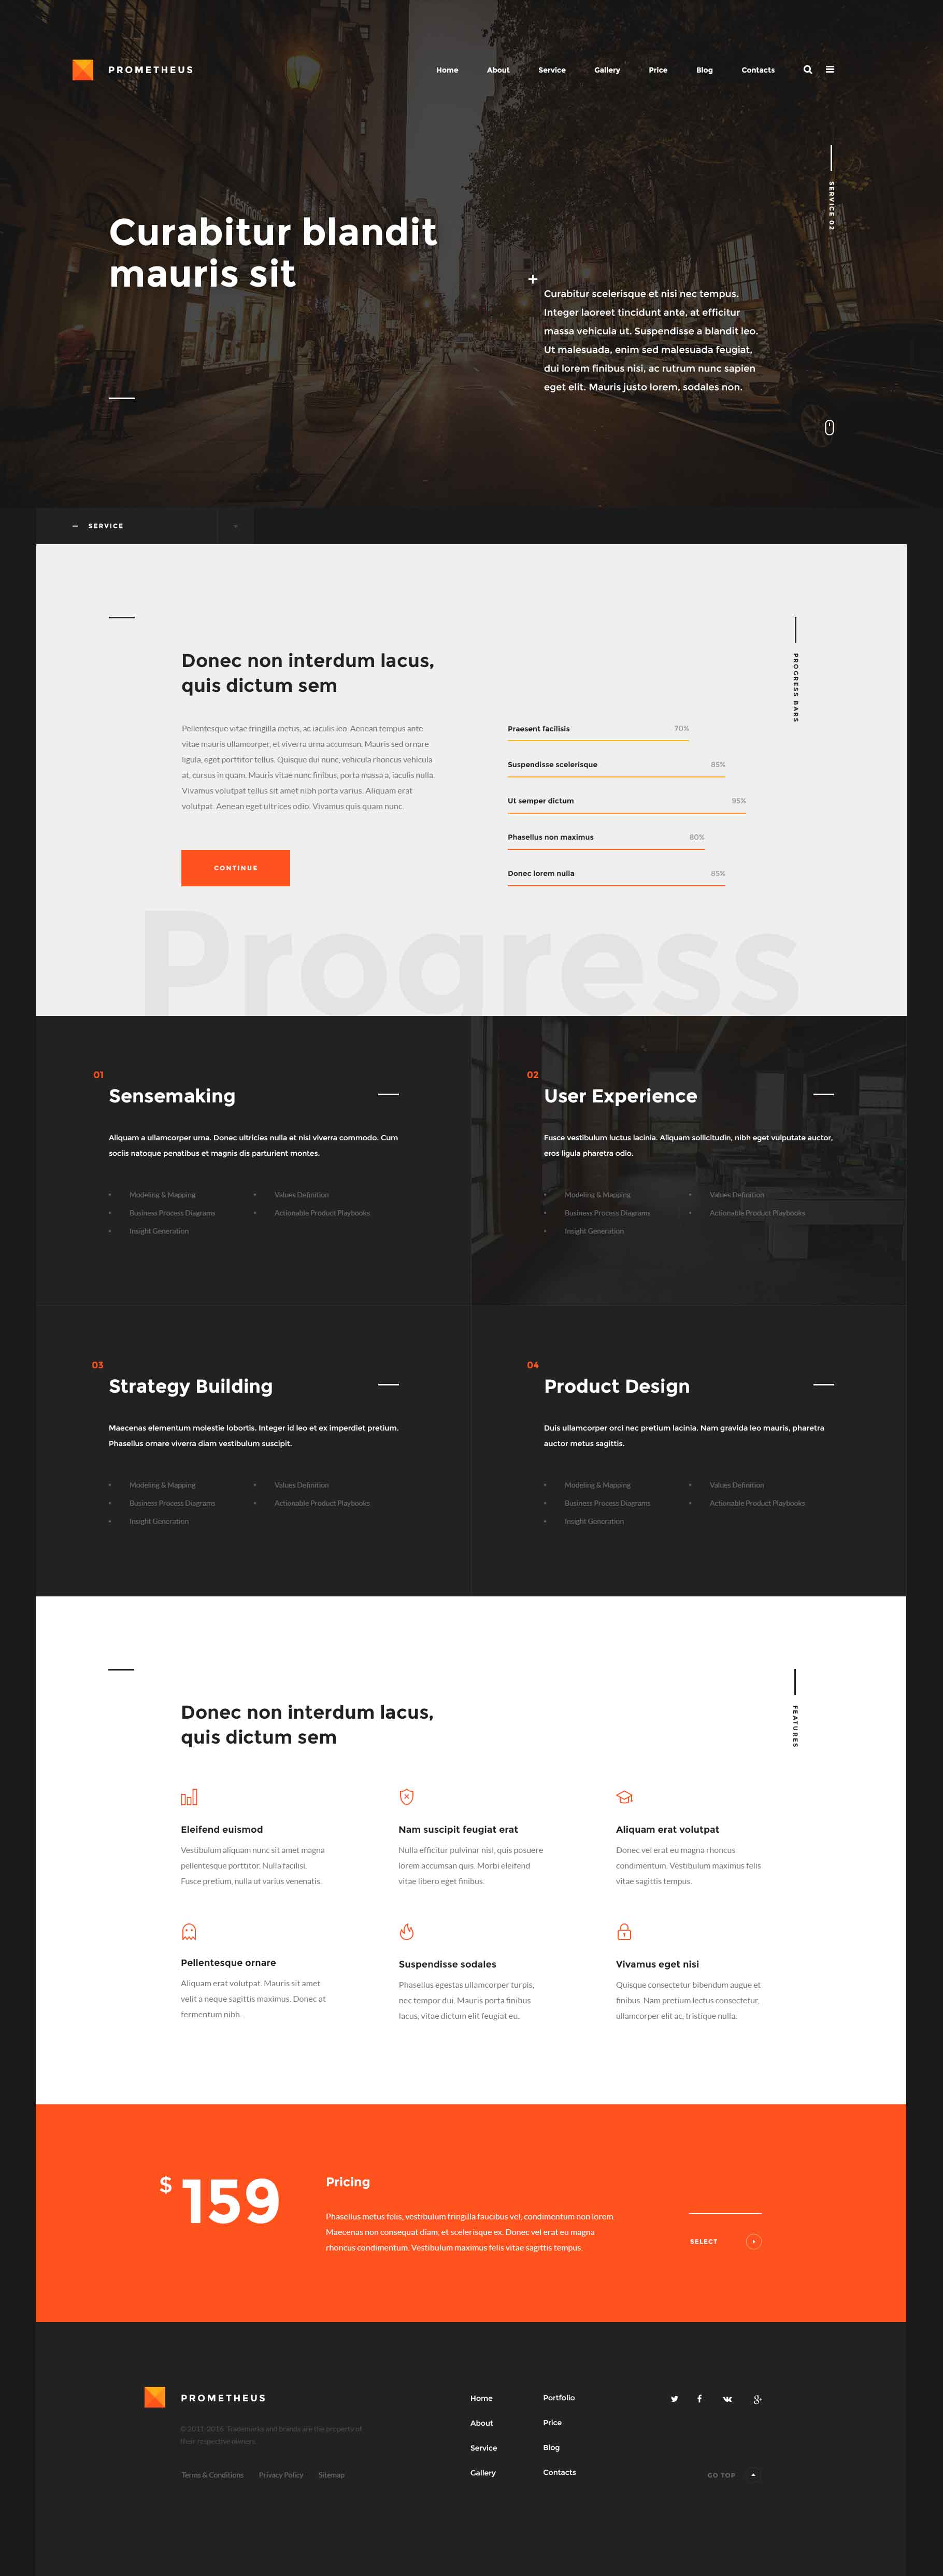 PROMETHEUS
Home About Service Gallery Price Blog Contacts
SERVICE 02
Curabitur blandit
mauris sit
+
Curabitur scelerisque et nisi nec tempus.
Integer laoreet tincidunt ante, at efficitur
massa vehicula ut. Suspendisse a blandit leo.
Ut malesuada, enim sed malesuada feugiat,
dui lorem finibus nisi, ac rutrum nunc sapien
eget elit. Mauris justo lorem, sodales non.
SERVICE
PROGRESS BARS
Donec non interdum lacus,
quis dictum sem
Pellentesque vitae fringilla metus, ac iaculis leo. Aenean tempus ante
vitae mauris ullamcorper, et viverra urna accumsan. Mauris sed ornare
ligula, eget porttitor tellus. Quisque dui nunc, vehicula rhoncus vehicula
at, cursus in quam. Mauris vitae nunc finibus, porta massa a, iaculis nulla.
Vivamus volutpat tellus sit amet nibh porta varius. Aliquam erat
volutpat. Aenean eget ultrices odio. Vivamus quis quam nunc.
CONTINUE
Praesent facilisis 70%
Suspendisse scelerisque 85%
Ut semper dictum 95%
Phasellus non maximus 80%
Donec lorem nulla 85%
Progress
01
Sensemaking
Aliquam a ullamcorper urna. Donec ultricies nulla et nisi viverra commodo. Cum
sociis natoque penatibus et magnis dis parturient montes.
Modeling & Mapping
Business Process Diagrams
Insight Generation
Values Definition
Actionable Product Playbooks
02
User Experience
Fusce vestibulum luctus lacinia. Aliquam sollicitudin, nibh eget vulputate auctor,
eros ligula pharetra odio.
Modeling & Mapping
Business Process Diagrams
Insight Generation
Values Definition
Actionable Product Playbooks
03
Strategy Building
Maecenas elementum molestie lobortis. Integer id leo et ex imperdiet pretium.
Phasellus ornare viverra diam vestibulum suscipit.
Modeling & Mapping
Business Process Diagrams
Insight Generation
Values Definition
Actionable Product Playbooks
04
Product Design
Duis ullamcorper orci nec pretium lacinia. Nam gravida leo mauris, pharetra
auctor metus sagittis.
Modeling & Mapping
Business Process Diagrams
Insight Generation
Values Definition
Actionable Product Playbooks
FEATURES
Donec non interdum lacus,
quis dictum sem
Eleifend euismod
Vestibulum aliquam nunc sit amet magna
pellentesque porttitor. Nulla facilisi.
Fusce pretium, nulla ut varius venenatis.
Nam suscipit feugiat erat
Nulla efficitur pulvinar nisl, quis posuere
lorem accumsan quis. Morbi eleifend
vitae libero eget finibus.
Aliquam erat volutpat
Donec vel erat eu magna rhoncus
condimentum. Vestibulum maximus felis
vitae sagittis tempus.
Pellentesque ornare
Aliquam erat volutpat. Mauris sit amet
velit a neque sagittis maximus. Donec at
fermentum nibh.
Suspendisse sodales
Phasellus egestas ullamcorper turpis,
nec tempor dui. Mauris porta finibus
lacus, vitae dictum elit feugiat eu.
Vivamus eget nisi
Quisque consectetur bibendum augue et
finibus. Nam pretium lectus consectetur,
ullamcorper elit ac, tristique nulla.
$ 159
Pricing
Phasellus metus felis, vestibulum fringilla faucibus vel, condimentum non lorem.
Maecenas non consequat diam, et scelerisque ex. Donec vel erat eu magna
rhoncus condimentum. Vestibulum maximus felis vitae sagittis tempus.
SELECT
PROMETHEUS
© 2011-2016 Trademarks and brands are the property of
their respective owners
Terms & Conditions Privacy Policy Sitemap
Home
About
Service
Gallery
Portfolio
Price
Blog
Contacts
GO TOP